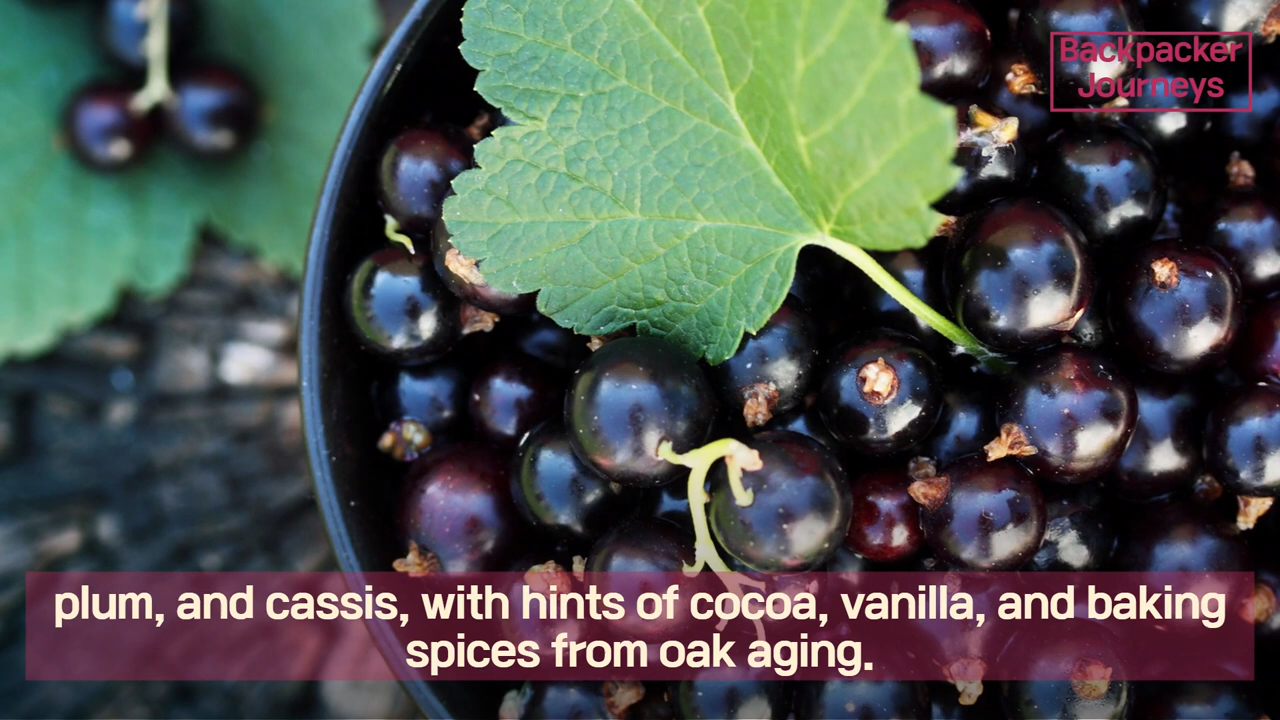 Backpacker
Journeys
plum, and cassis, with hints of cocoa, vanilla, and baking
spices from oak aging.